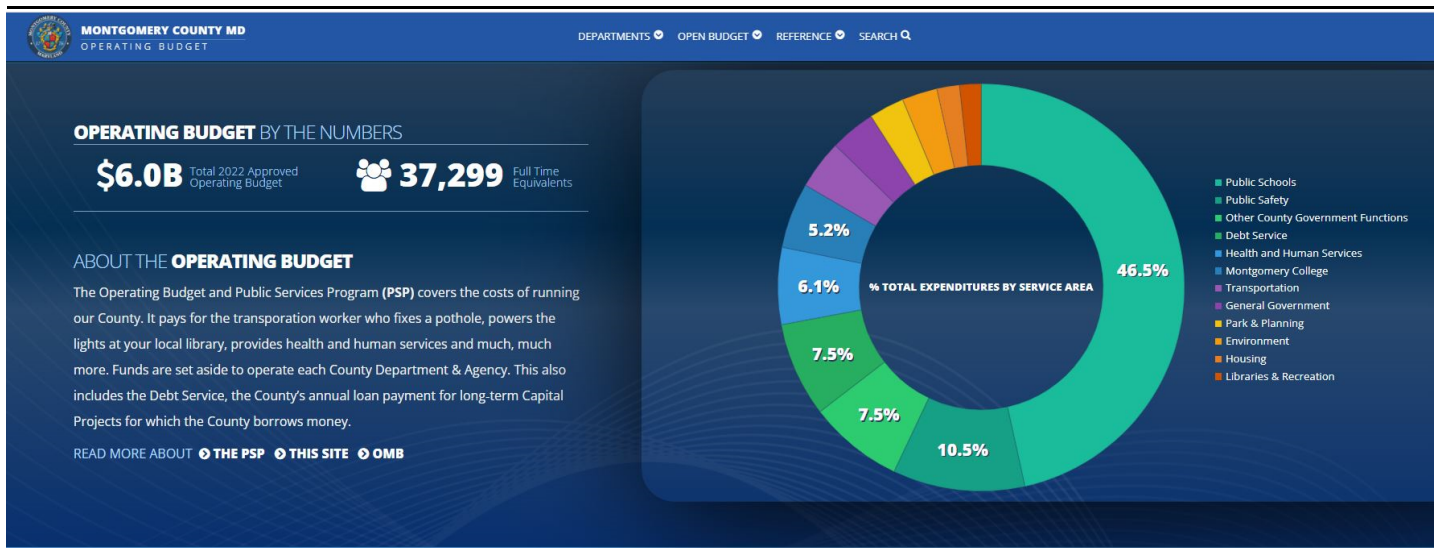 MONTGOMERY COUNTY MD
OPERATING BUDGET
DEPARTMENTS OPEN BUDGET REFERENCE SEARCH
OPERATING BUDGET BY THE NUMBERS
$6.0B Total 2022 Approved
Operating Budget
37,299 Full Time
Equivalents
ABOUT THE OPERATING BUDGET
The Operating Budget and Public Services Program (PSP) covers the costs of running
our County. It pays for the transporation worker who fixes a pothole, powers the
lights at your local library, provides health and human services and much, much
more. Funds are set aside to operate each County Department & Agency. This also
includes the Debt Service, the County's annual loan payment for long-term Capital
Projects for which the County borrows money.
READ MORE ABOUT THE PSP THIS SITE OMB
5.2%
6.1%
7.5%
7.5%
10.5%
46.5%
% TOTAL EXPENDITURES BY SERVICE AREA
Public Schools
Public Safety
Other County Government Functions
Debt Service
Health and Human Services
Montgomery College
Transportation
General Government
Park & Planning
Environment
Housing
Libraries & Recreation